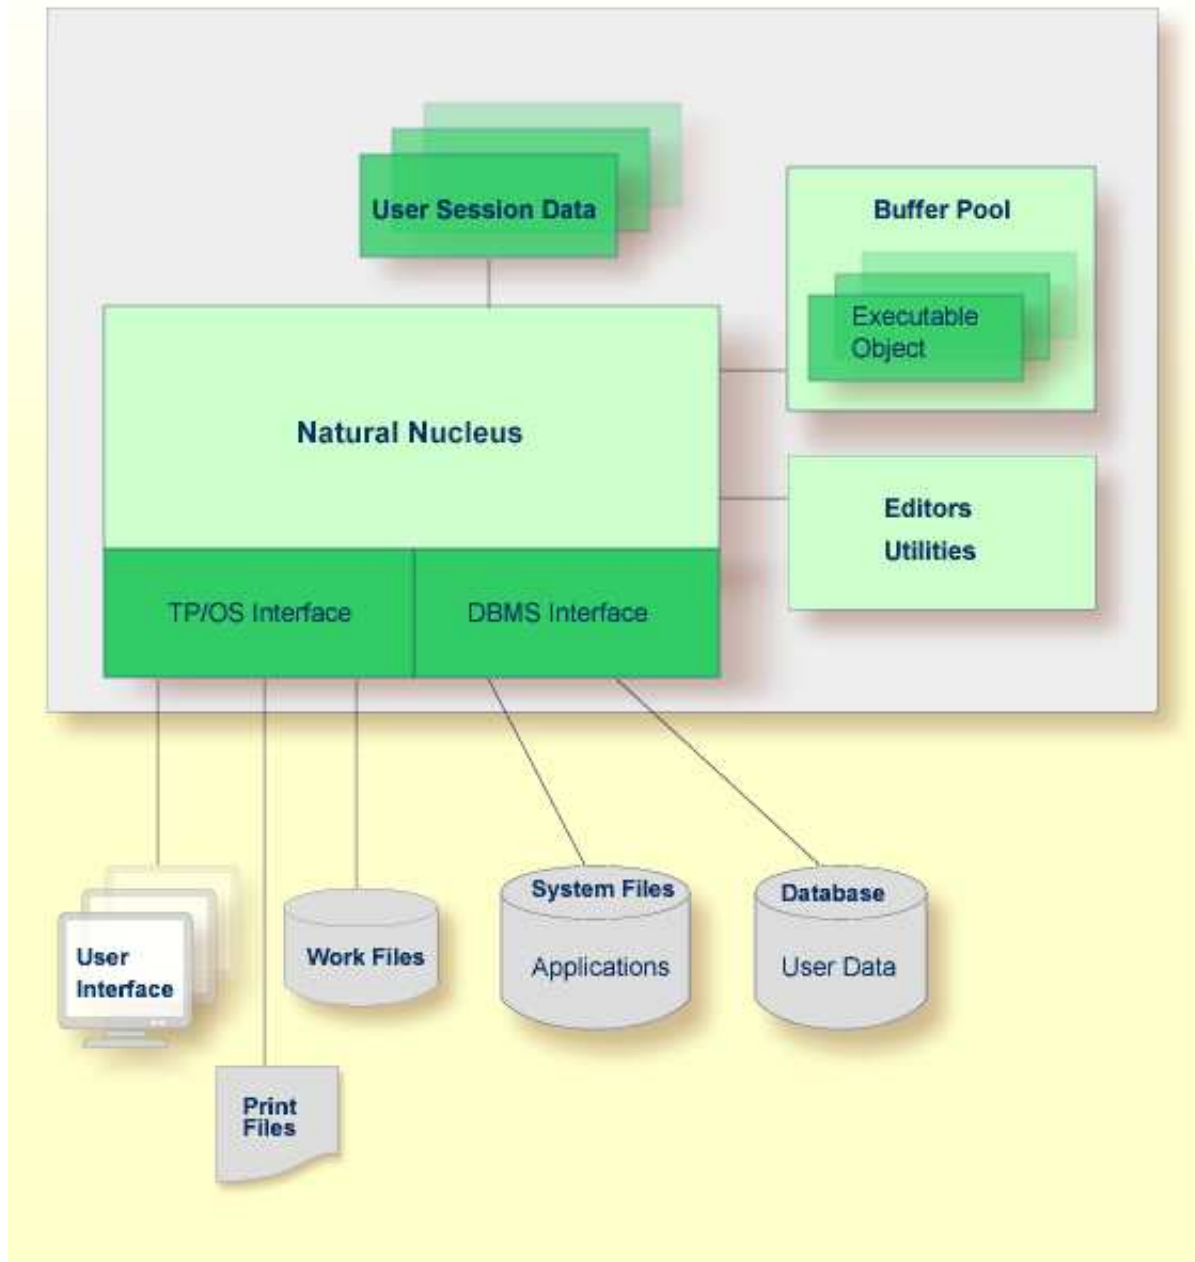 User Session Data
Buffer Pool
Executable
Object
Natural Nucleus
Editors
Utilities
TP/OS Interface
DBMS Interface
User
Interface
Work Files
System Files
Applications
Database
User Data
Print
Files